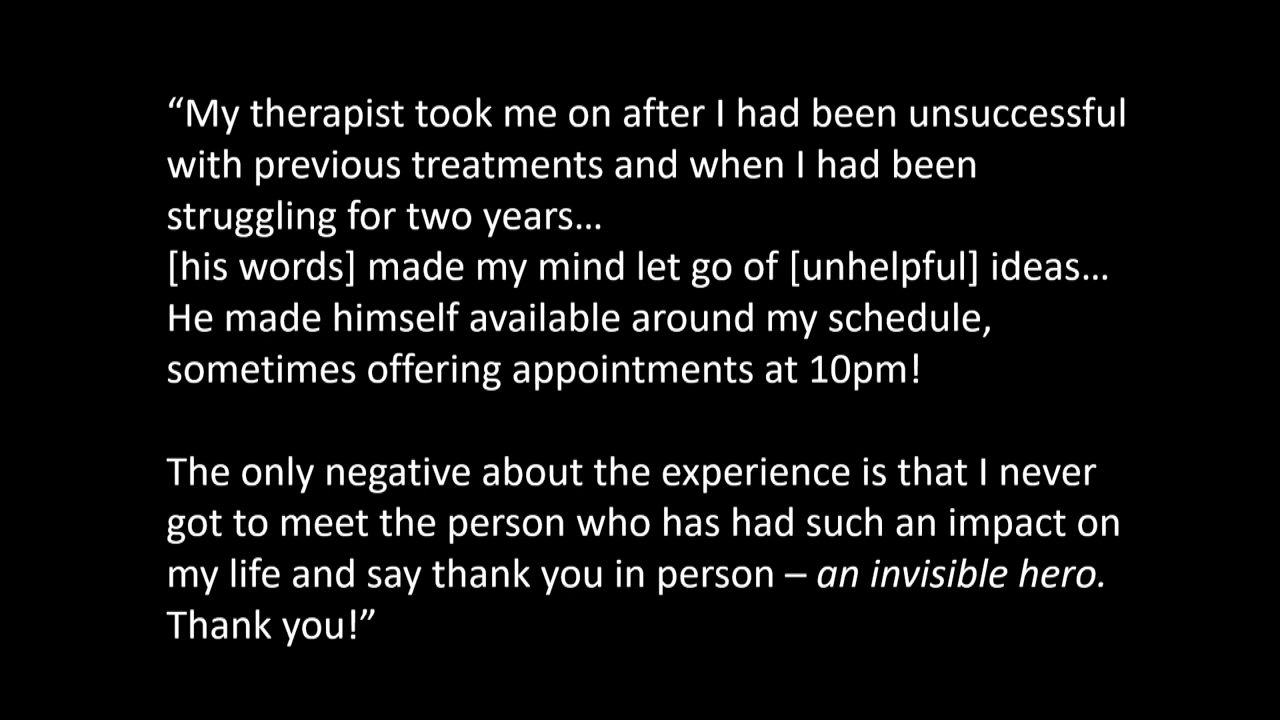 “My therapist took me on after I had been unsuccessful
with previous treatments and when I had been
struggling for two years…
[his words] made my mind let go of [unhelpful] ideas…
He made himself available around my schedule,
sometimes offering appointments at 10pm!
The only negative about the experience is that I never
got to meet the person who has had such an impact on
my life and say thank you in person – an invisible hero.
Thank you!”